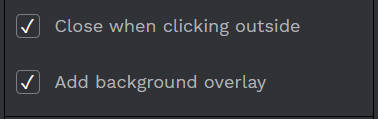 Close when clicking outside
Add background overlay